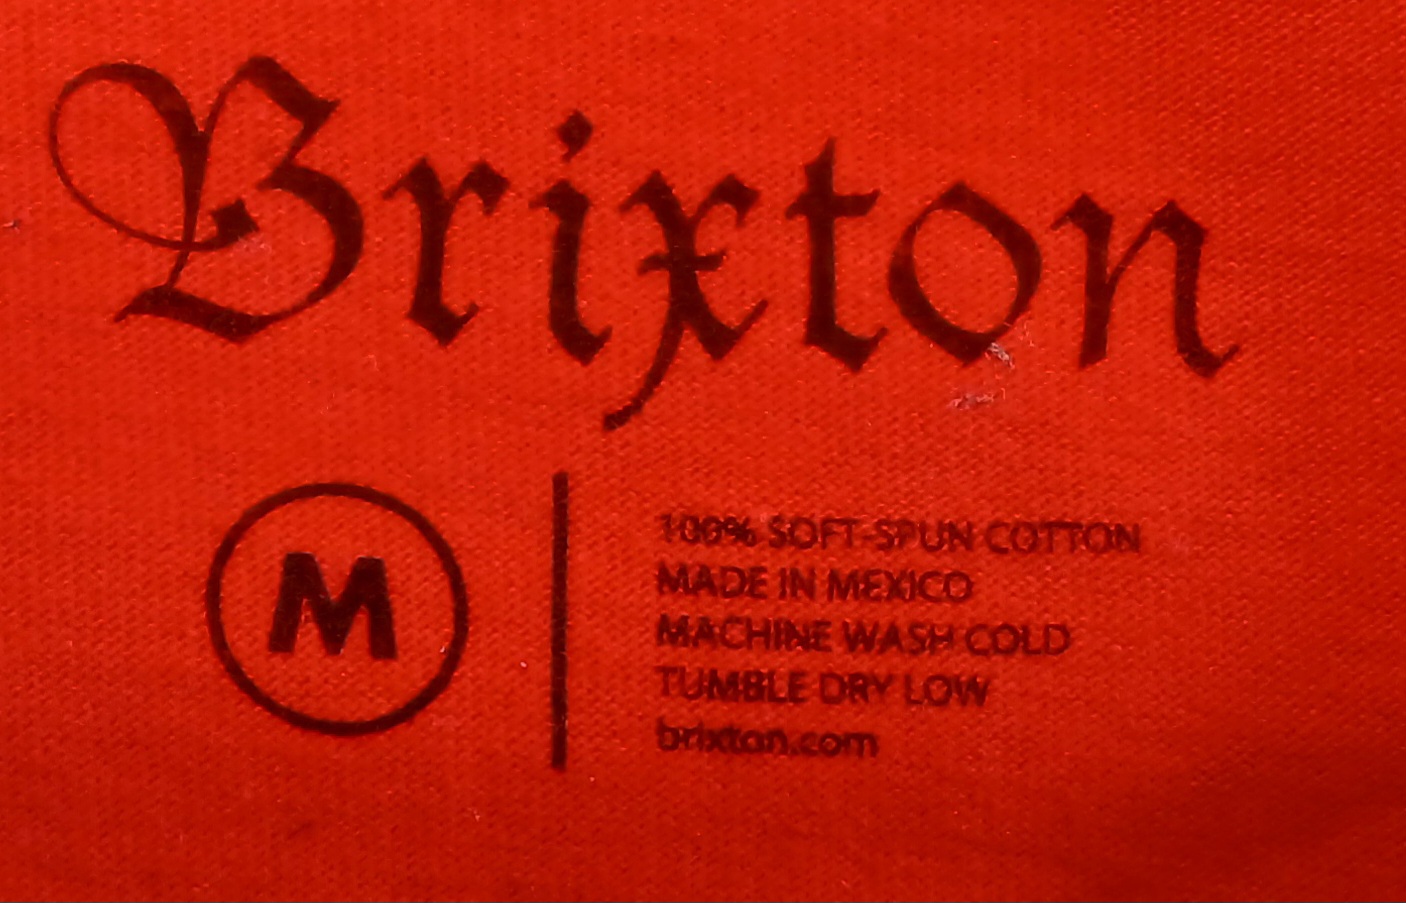 Brixton
M
100% SOFT-SPUN COTTON
MADE IN MEXICO
MACHINE WASH COLD
TUMBLE DRY LOW
brixton.com